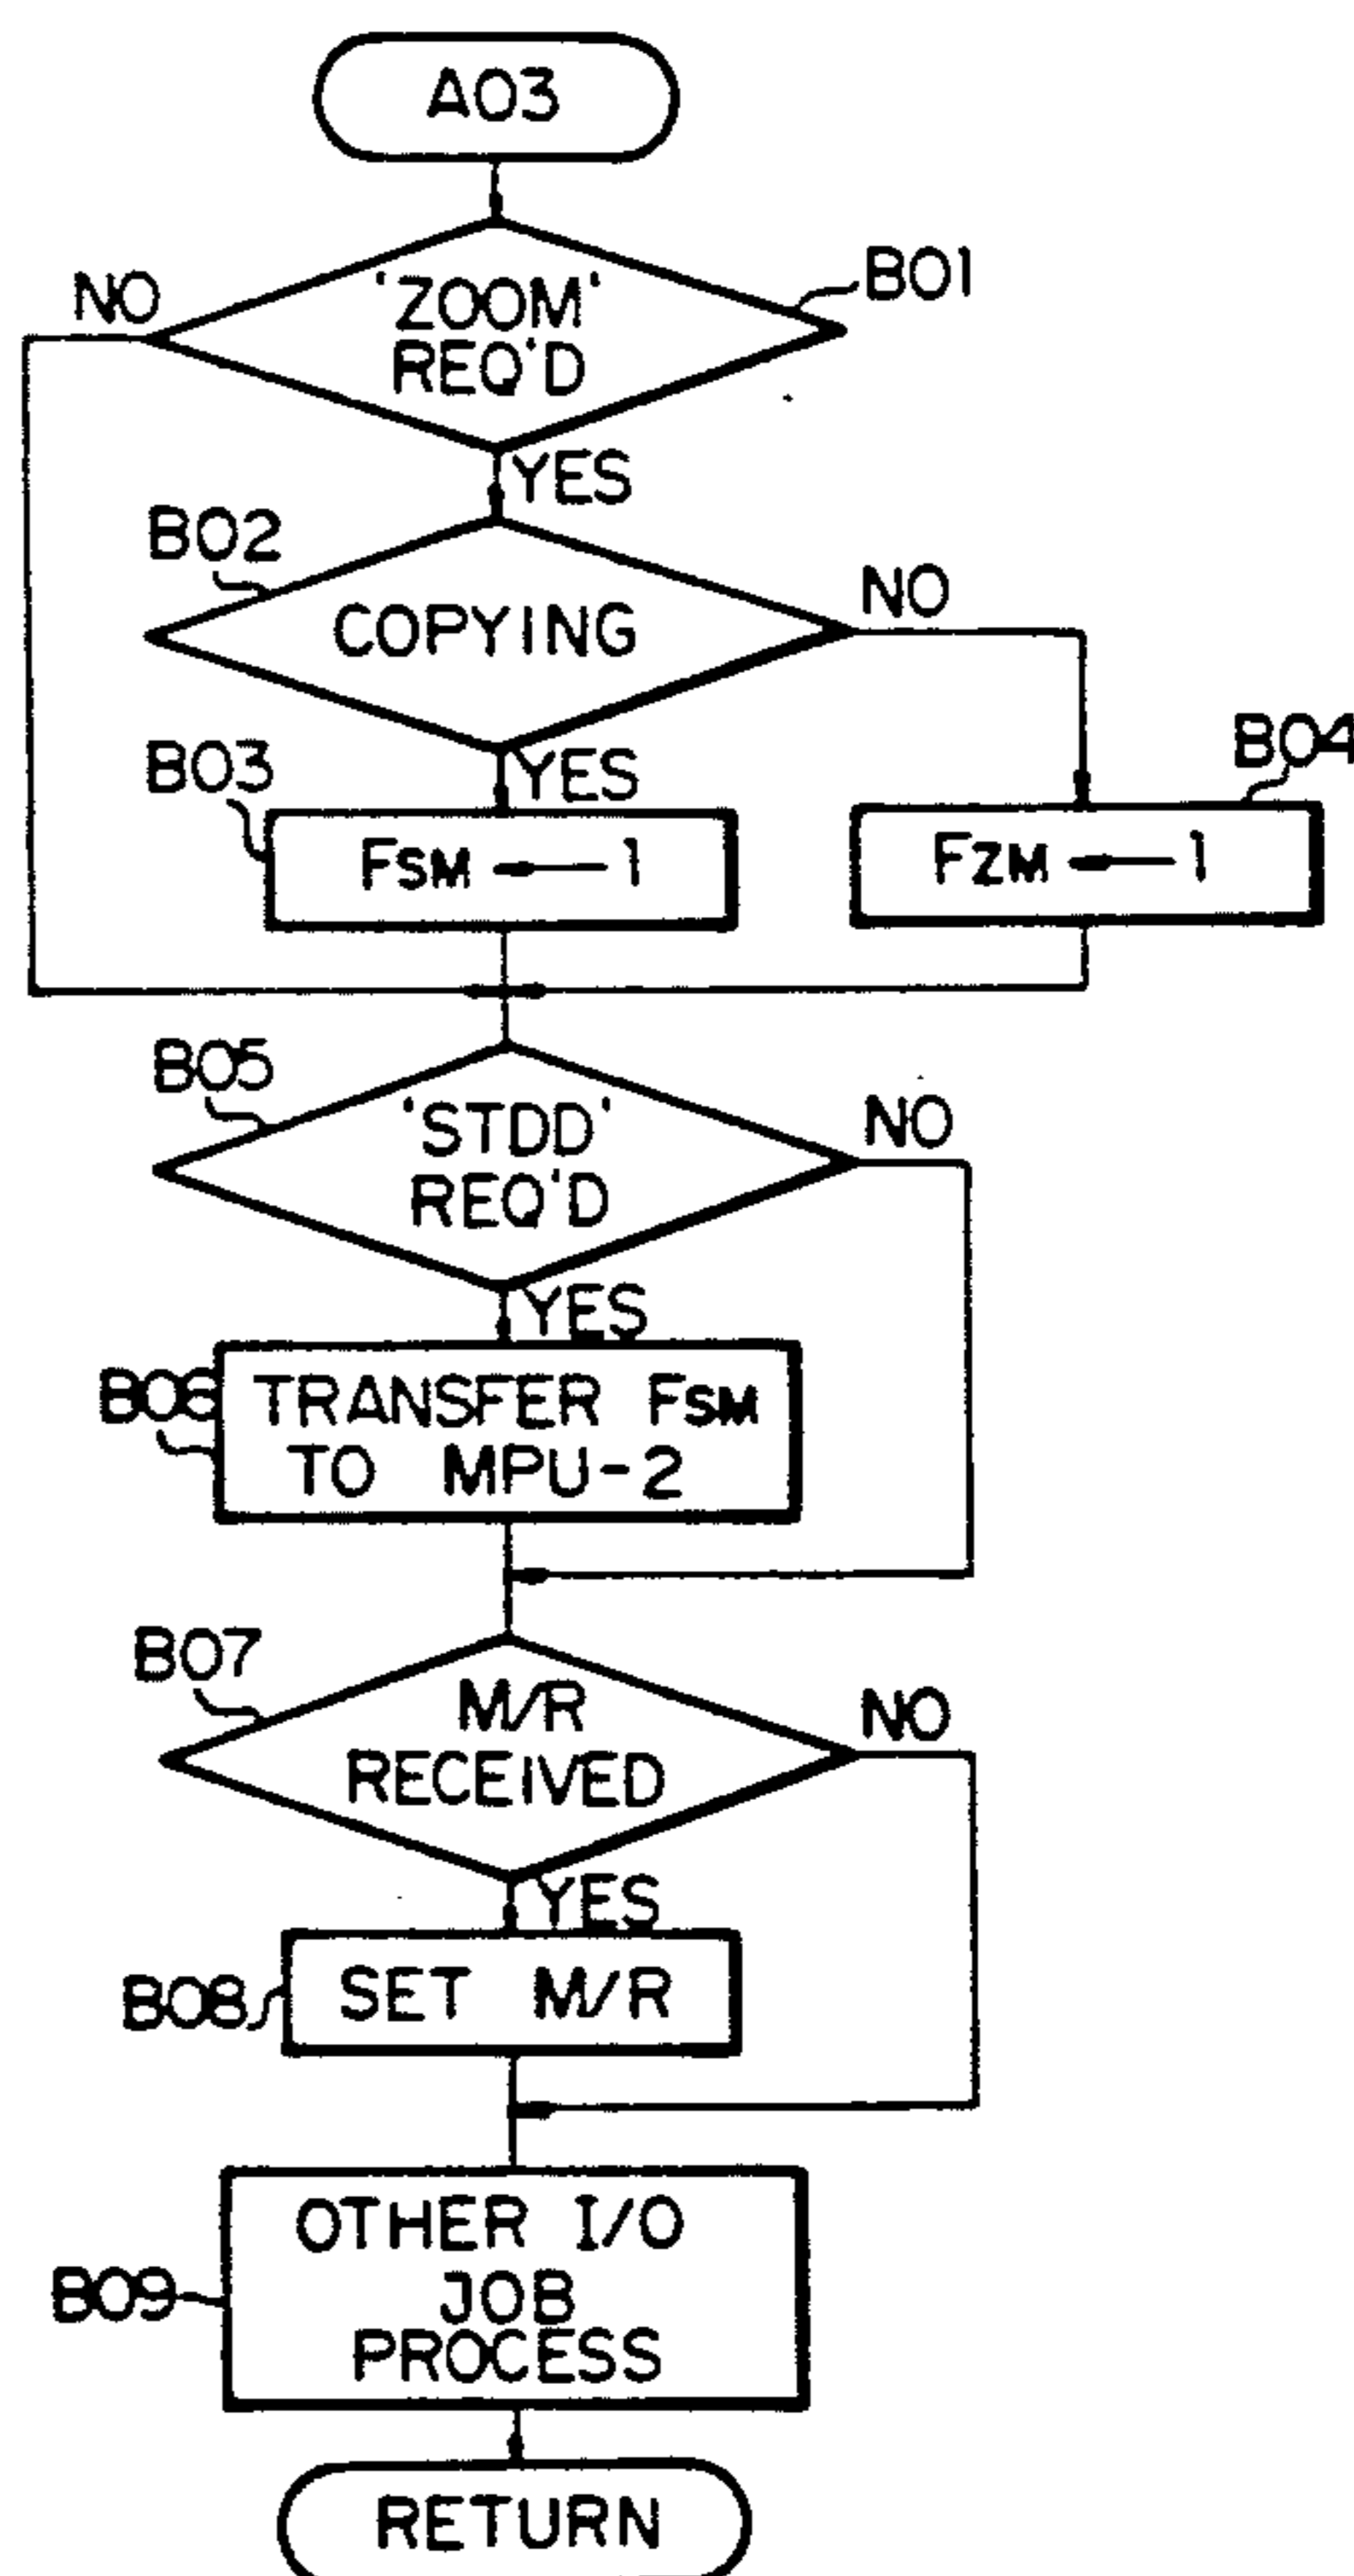 A03
'ZOOM'
REQ'D
B01
NO
YES
B02
COPYING
NO
YES
B03
FSM ← 1
B04
FZM ← 1
B05
'STDD'
REQ'D
NO
YES
B06
TRANSFER FSM
TO MPU-2
B07
M/R
RECEIVED
NO
YES
B08
SET M/R
B09
OTHER I/O
JOB
PROCESS
RETURN